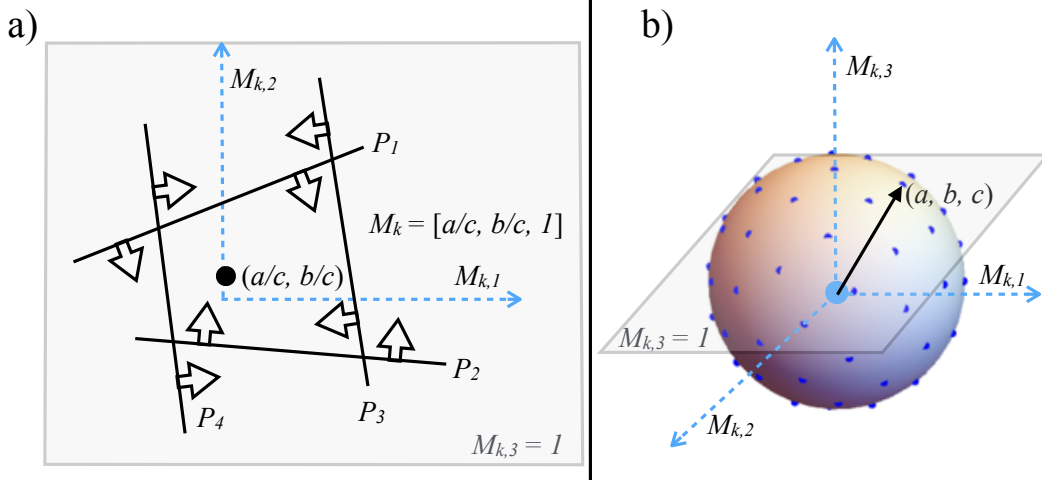 a)
M_{k,2}
P_1
M_k = [a/c, b/c, 1]
(a/c, b/c)
M_{k,1}
P_2
P_3
P_4
M_{k,3} = 1
b)
M_{k,3}
(a, b, c)
M_{k,1}
M_{k,3} = 1
M_{k,2}